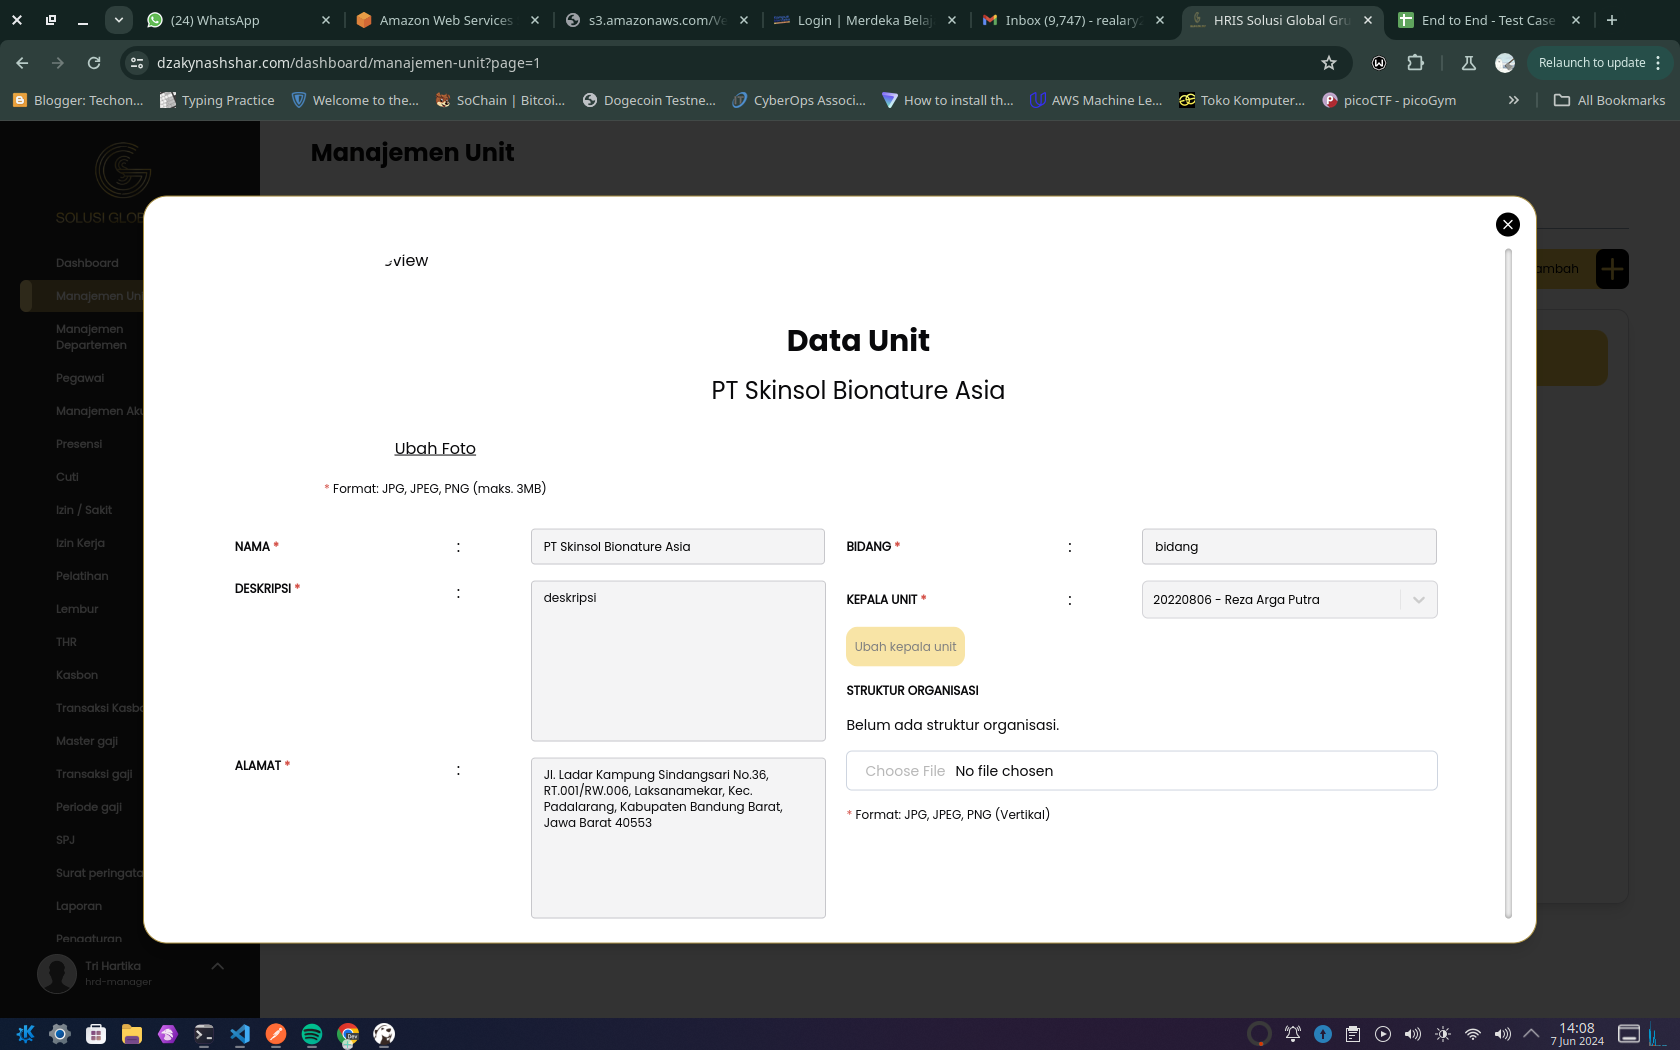 (24) WhatsApp
Amazon Web Services
s3.amazonaws.com/Ve
Login | Merdeka Belaj
Inbox (9,747) - realary
HRIS Solusi Global Gru
End to End - Test Case
dzakynashshar.com/dashboard/manajemen-unit?page=1
Relaunch to update
Blogger: Techon...
Typing Practice
Welcome to the...
SoChain | Bitcoi...
Dogecoin Testne...
CyberOps Associ...
How to install th...
AWS Machine Le...
Toko Komputer...
picoCTF - picoGym
All Bookmarks
SOLUSI GLOB
Dashboard
Manajemen Uni
Manajemen
Departemen
Pegawai
Manajemen Aku
Presensi
Cuti
Izin / Sakit
Izin Kerja
Pelatihan
Lembur
THR
Kasbon
Transaksi Kasbo
Master gaji
Transaksi gaji
Periode gaji
SPJ
Surat peringata
Laporan
Pengaturan
Tri Hartika
hrd-manager
Manajemen Unit
ambah
view
Data Unit
PT Skinsol Bionature Asia
Ubah Foto
* Format: JPG, JPEG, PNG (maks. 3MB)
NAMA * : PT Skinsol Bionature Asia
DESKRIPSI * : deskripsi
ALAMAT * : Jl. Ladar Kampung Sindangsari No.36,
RT.001/RW.006, Laksanamekar, Kec.
Padalarang, Kabupaten Bandung Barat,
Jawa Barat 40553
BIDANG * : bidang
KEPALA UNIT * : 20220806 - Reza Arga Putra
Ubah kepala unit
STRUKTUR ORGANISASI
Belum ada struktur organisasi.
Choose File No file chosen
* Format: JPG, JPEG, PNG (Vertikal)
14:08
7 Jun 2024